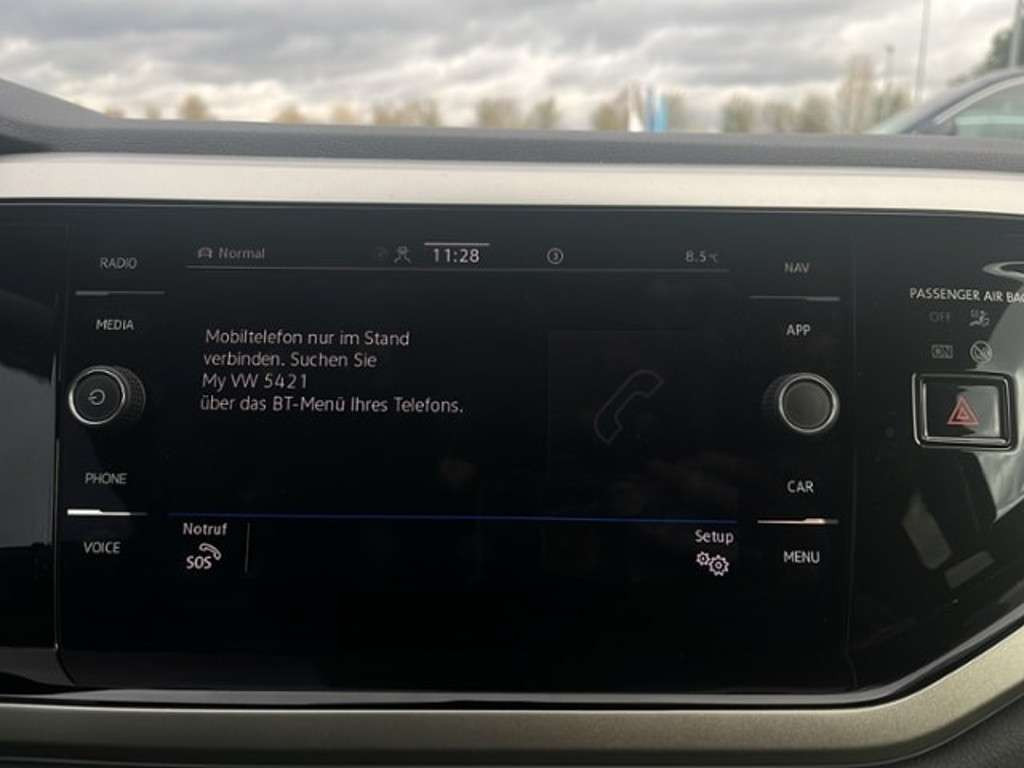 RADIO
Normal
11:28
3
8.5°C
NAV
PASSENGER AIR BAG
MEDIA
APP
OFF
Mobiltelefon nur im Stand
verbinden. Suchen Sie
My VW 5421
über das BT-Menü Ihres Telefons.
ON
PHONE
CAR
Notruf
SOS
Setup
VOICE
MENU